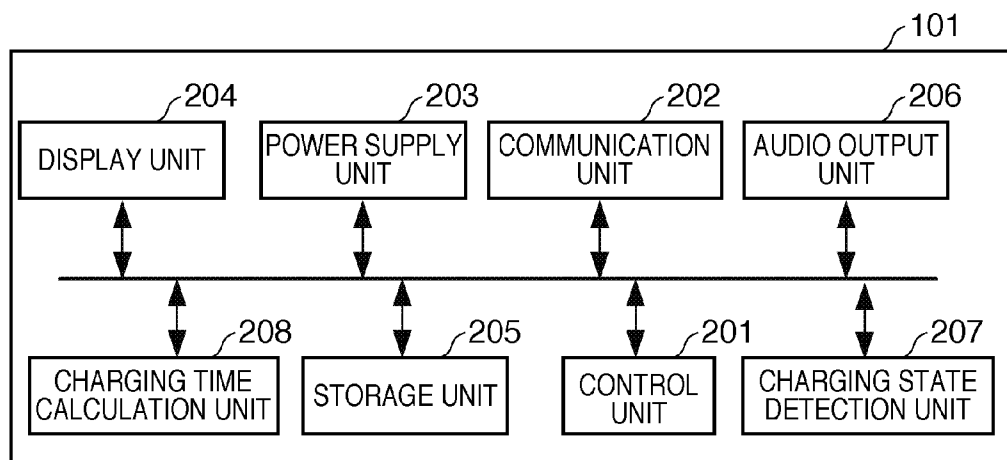 101
204
203
202
206
DISPLAY UNIT
POWER SUPPLY
UNIT
COMMUNICATION
UNIT
AUDIO OUTPUT
UNIT
208
205
201
207
CHARGING TIME
CALCULATION UNIT
STORAGE UNIT
CONTROL
UNIT
CHARGING STATE
DETECTION UNIT